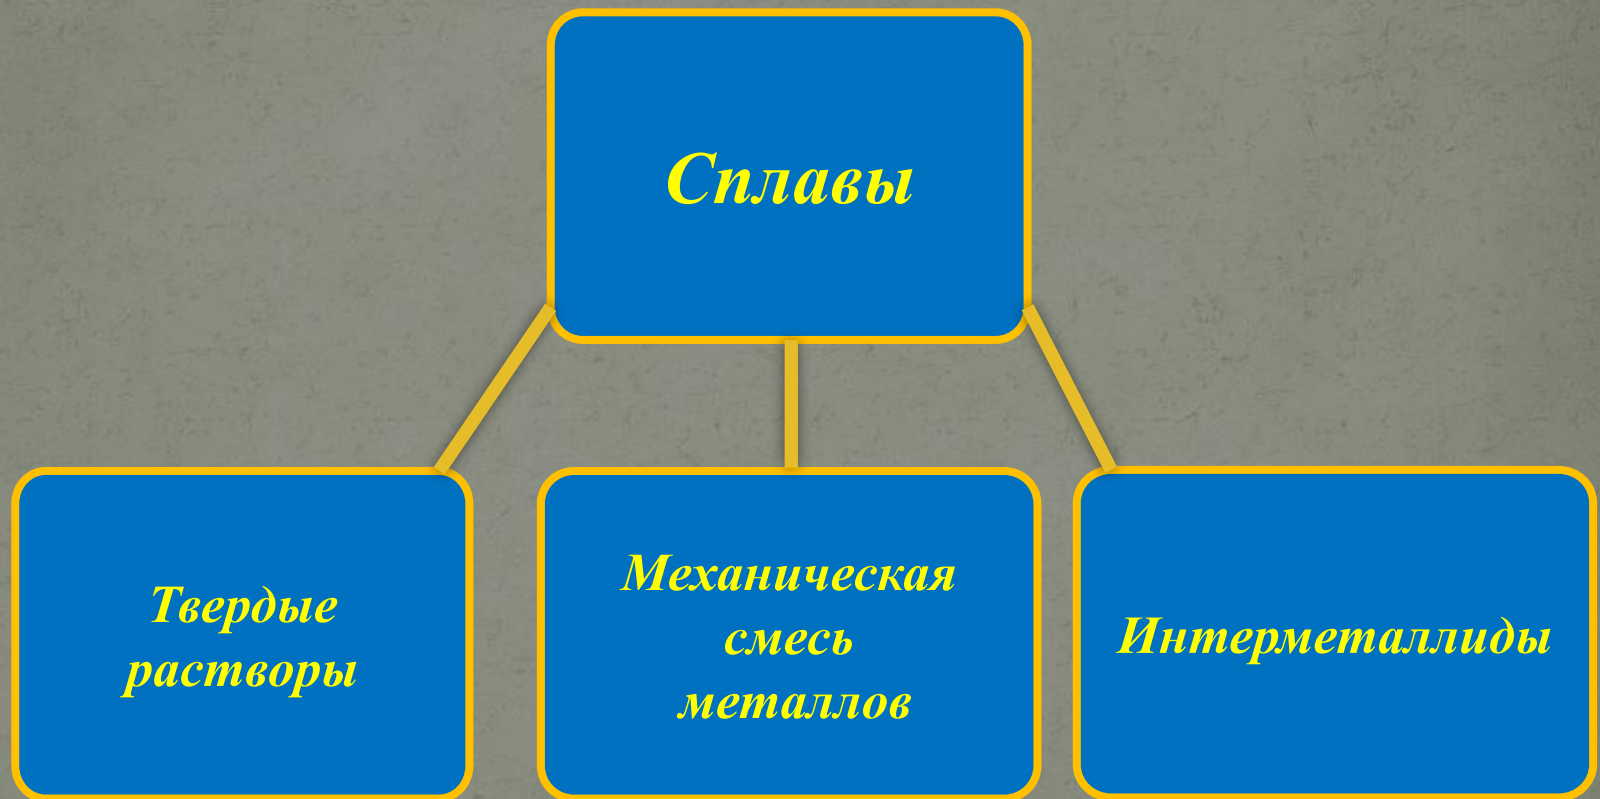 Сплавы
Твердые
растворы
Механическая
смесь
металлов
Интерметаллиды